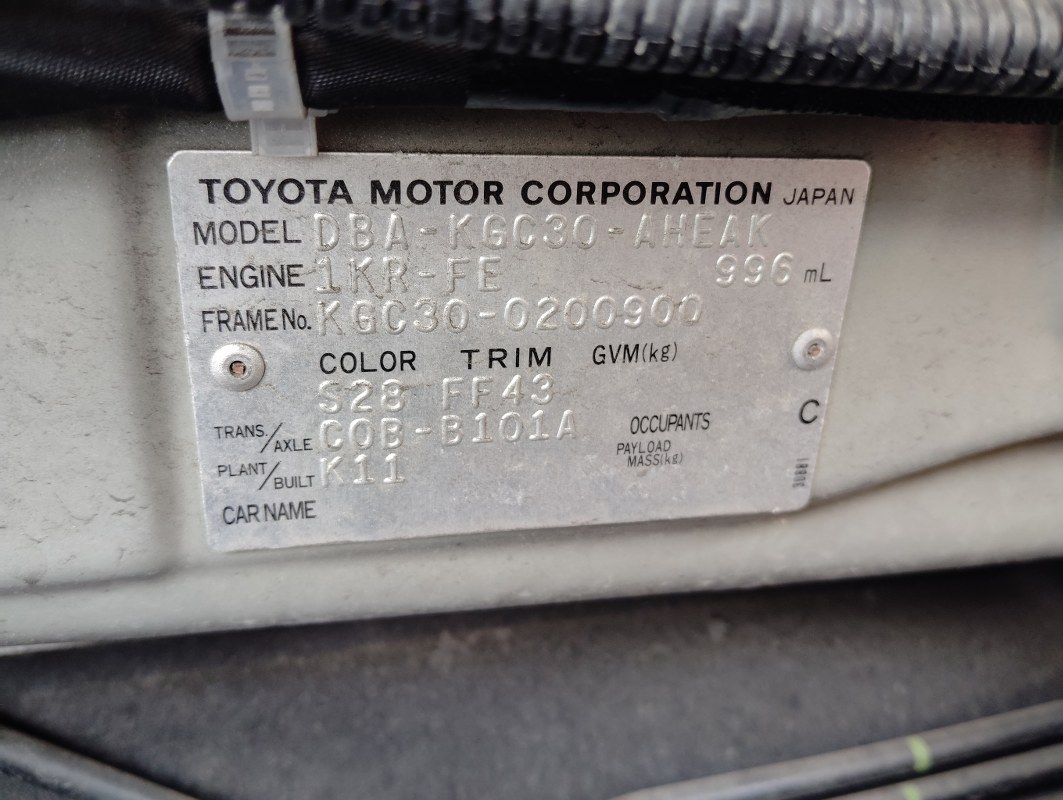 TOYOTA MOTOR CORPORATION JAPAN
MODEL DBA-KGC30-AHEAK
ENGINE 1KR-FE 996 mL
FRAME No. KGC30-0200900
COLOR TRIM GVM(kg)
S28 FF43
C
TRANS./AXLE C0B-B101A OCCUPANTS
PAYLOAD MASS(kg)
PLANT/BUILT K11
CAR NAME